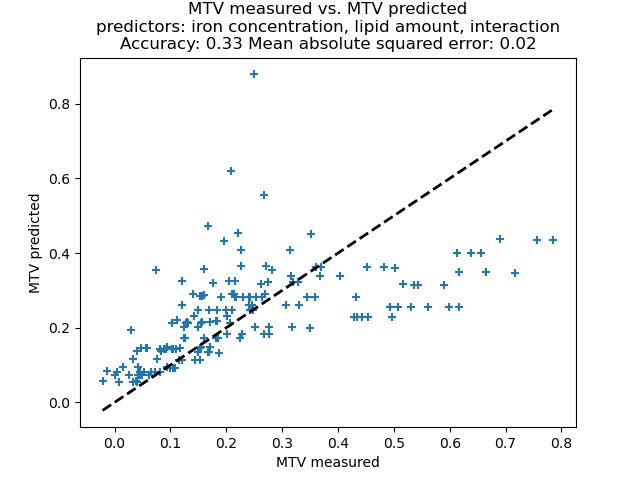 MTV measured vs. MTV predicted
predictors: iron concentration, lipid amount, interaction
Accuracy: 0.33 Mean absolute squared error: 0.02
MTV predicted
0.8
0.6
0.4
0.2
0.0
0.0 0.1 0.2 0.3 0.4 0.5 0.6 0.7 0.8
MTV measured